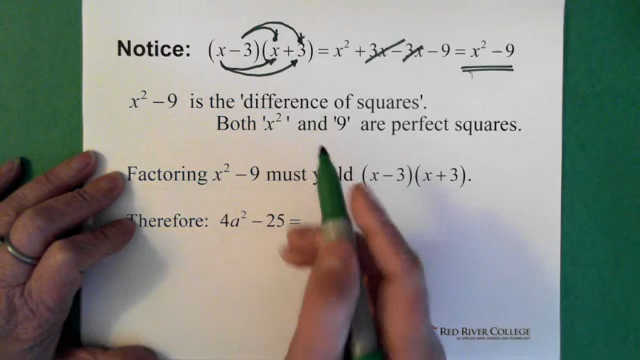 Notice: (x − 3)(x + 3) = x² + 3x − 3x − 9 = x² − 9
x² − 9 is the 'difference of squares'.
Both 'x²' and '9' are perfect squares.
Factoring x² − 9 must (x − 3)(x + 3).
Therefore: 4a² − 25 =
RED RIVER COLLEGE